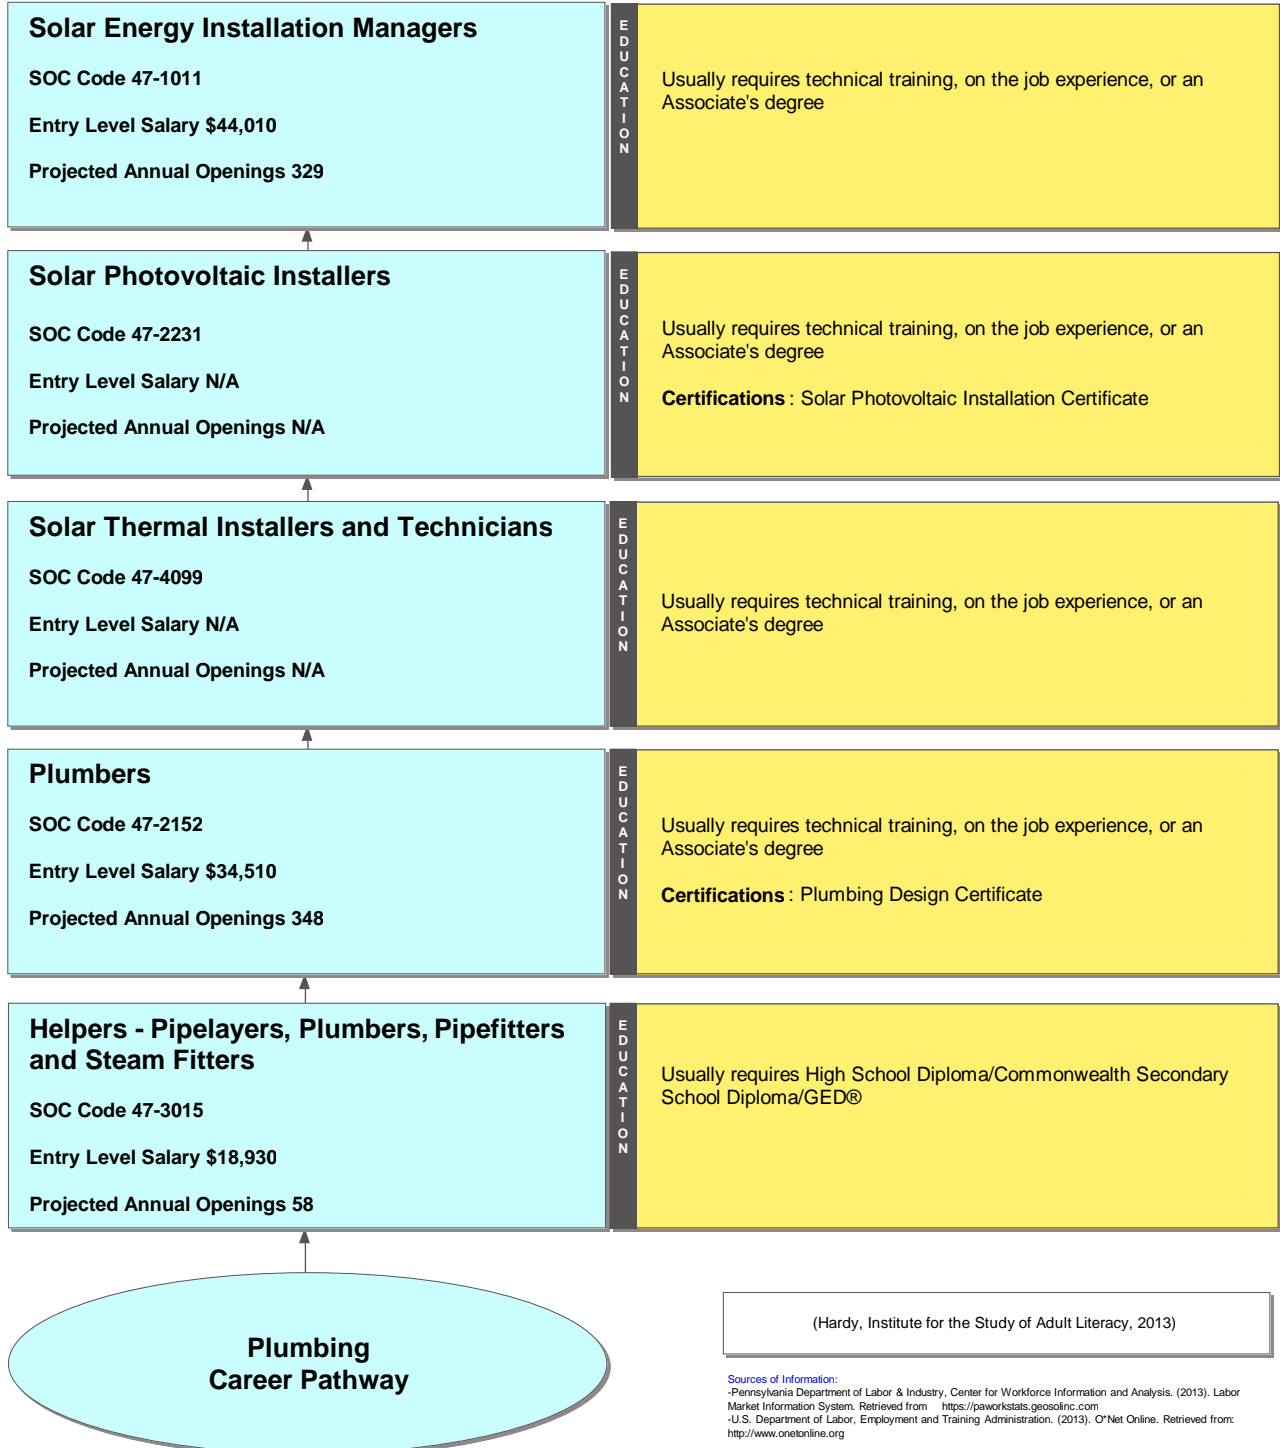 Solar Energy Installation Managers
SOC Code 47-1011
Entry Level Salary $44,010
Projected Annual Openings 329
EDUCATION
Usually requires technical training, on the job experience, or an
Associate's degree
Solar Photovoltaic Installers
SOC Code 47-2231
Entry Level Salary N/A
Projected Annual Openings N/A
EDUCATION
Usually requires technical training, on the job experience, or an
Associate's degree
Certifications : Solar Photovoltaic Installation Certificate
Solar Thermal Installers and Technicians
SOC Code 47-4099
Entry Level Salary N/A
Projected Annual Openings N/A
EDUCATION
Usually requires technical training, on the job experience, or an
Associate's degree
Plumbers
SOC Code 47-2152
Entry Level Salary $34,510
Projected Annual Openings 348
EDUCATION
Usually requires technical training, on the job experience, or an
Associate's degree
Certifications : Plumbing Design Certificate
Helpers - Pipelayers, Plumbers, Pipefitters
and Steam Fitters
SOC Code 47-3015
Entry Level Salary $18,930
Projected Annual Openings 58
EDUCATION
Usually requires High School Diploma/Commonwealth Secondary
School Diploma/GED®
Plumbing
Career Pathway
(Hardy, Institute for the Study of Adult Literacy, 2013)
Sources of Information:
-Pennsylvania Department of Labor & Industry, Center for Workforce Information and Analysis. (2013). Labor
Market Information System. Retrieved from https://paworkstats.geosolinc.com
-U.S. Department of Labor, Employment and Training Administration. (2013). O*Net Online. Retrieved from:
http://www.onetonline.org